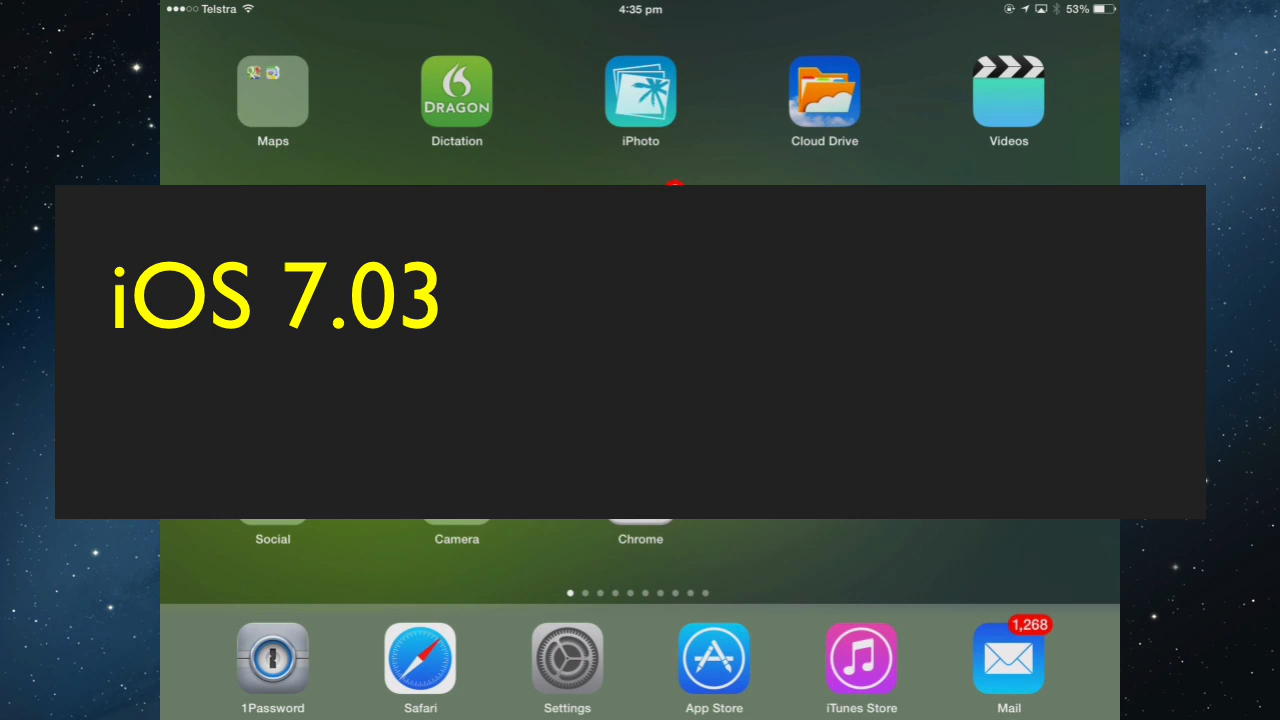 Telstra 4:35 pm 53%
DRAGON
Maps Dictation iPhoto Cloud Drive Videos
iOS 7.03
Social Camera Chrome
1,268
1Password Safari Settings App Store iTunes Store Mail